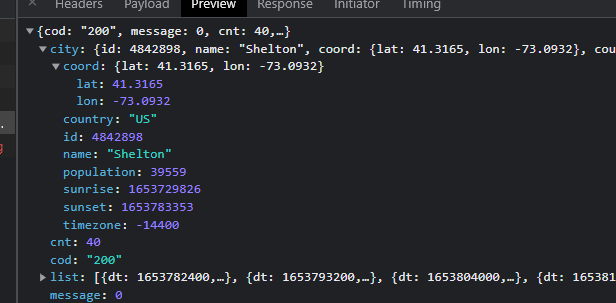 × Headers Payload Preview Response Initiator Timing
▼{cod: "200", message: 0, cnt: 40,…}
▼city: {id: 4842898, name: "Shelton", coord: {lat: 41.3165, lon: -73.0932}, cou
▼coord: {lat: 41.3165, lon: -73.0932}
lat: 41.3165
lon: -73.0932
country: "US"
id: 4842898
name: "Shelton"
population: 39559
sunrise: 1653729826
sunset: 1653783353
timezone: -14400
cnt: 40
cod: "200"
▶list: [{dt: 1653782400,…}, {dt: 1653793200,…}, {dt: 1653804000,…}, {dt: 165381
message: 0